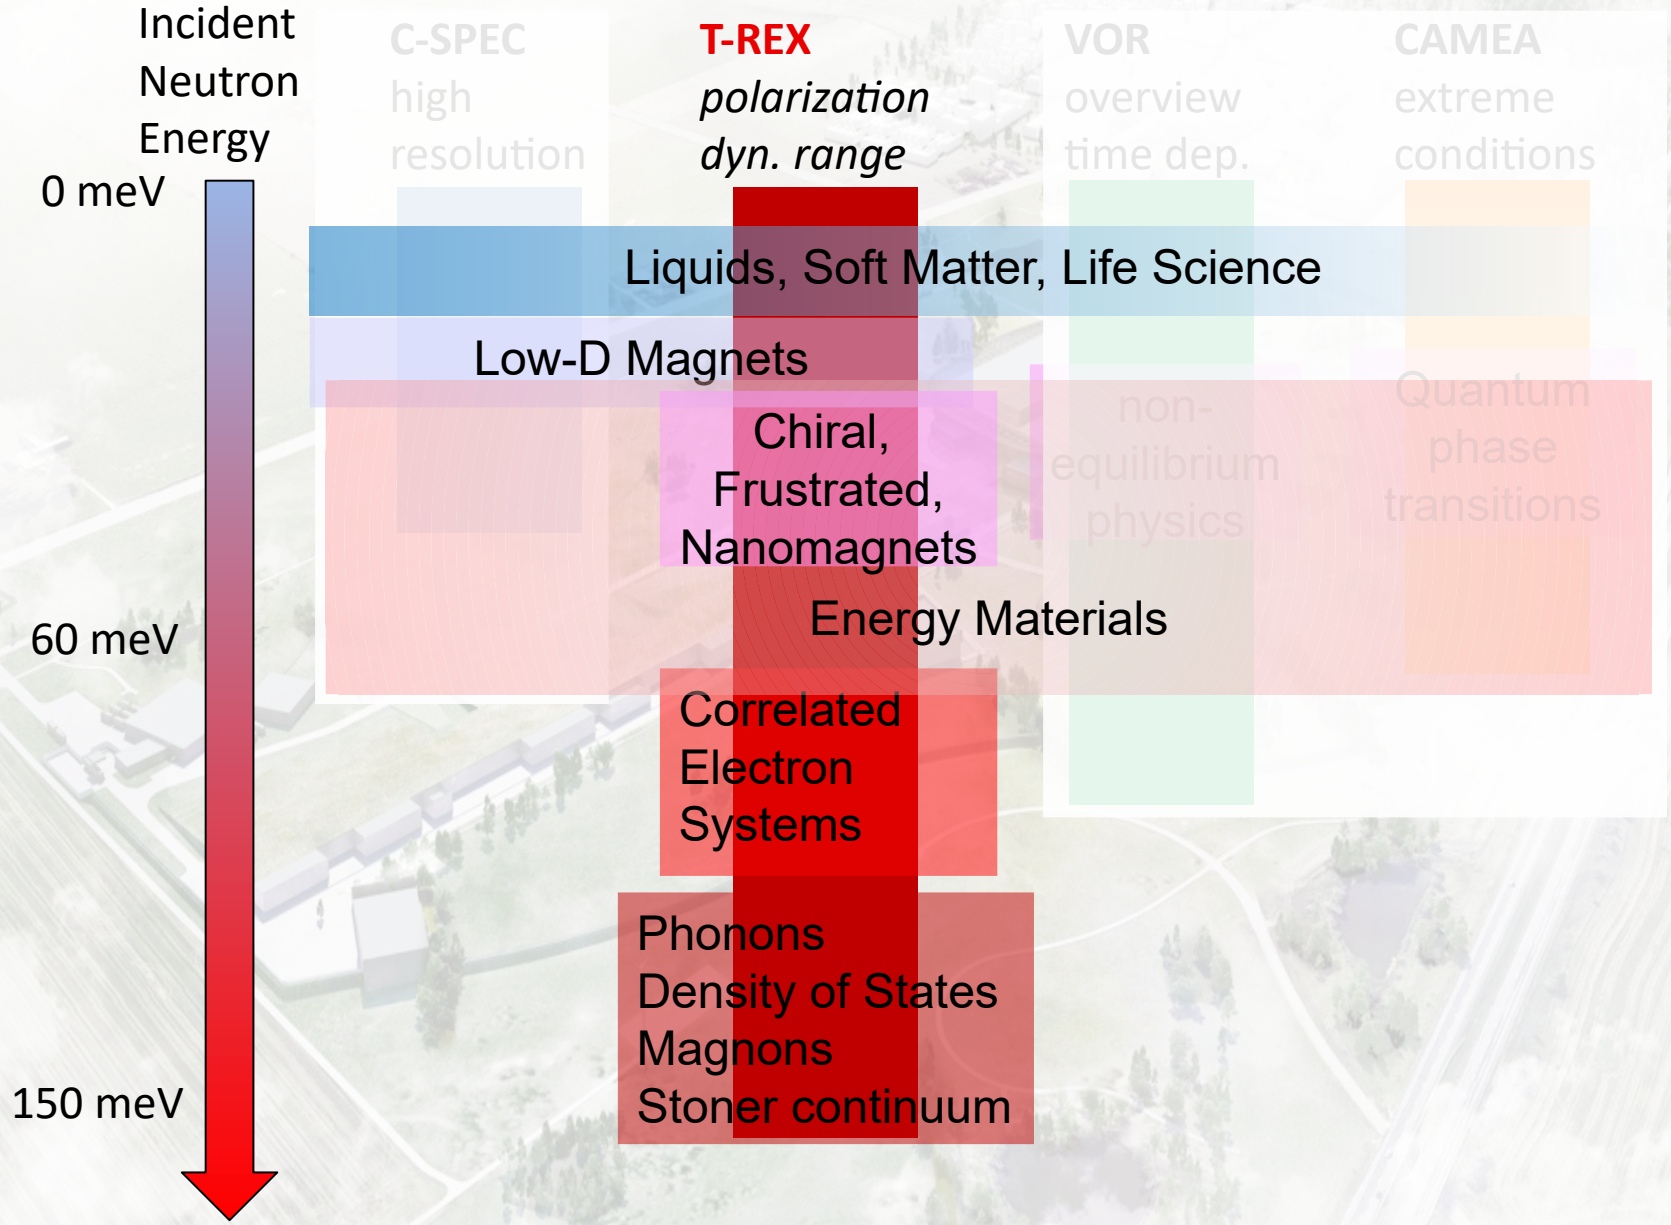 Incident
Neutron
Energy
C-SPEC
high
resolution
T-REX
polarization
dyn. range
VOR
overview
time dep.
CAMEA
extreme
conditions
0 meV
Liquids, Soft Matter, Life Science
Low-D Magnets
Chiral,
Frustrated,
Nanomagnets
non-
equilibrium
physics
Quantum
phase
transitions
60 meV
Energy Materials
Correlated
Electron
Systems
Phonons
Density of States
Magnons
Stoner continuum
150 meV